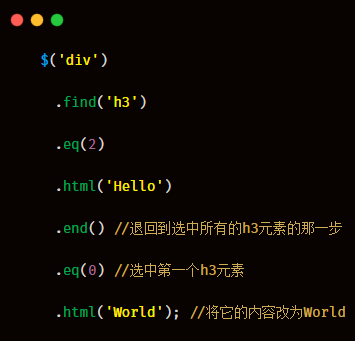 $('div')
.find('h3')
.eq(2)
.html('Hello')
.end() //退回到选中所有的h3元素的那一步
.eq(0) //选中第一个h3元素
.html('World'); //将它的内容改为World